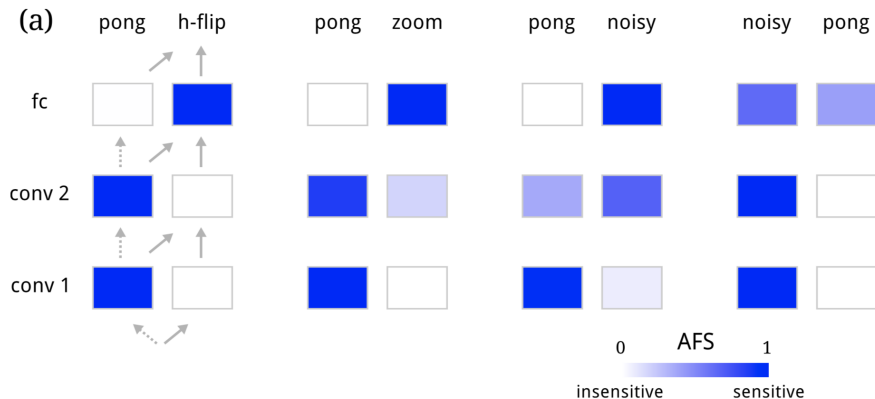 (a)
pong h-flip pong zoom pong noisy noisy pong
fc
conv 2
conv 1
0 AFS 1
insensitive sensitive